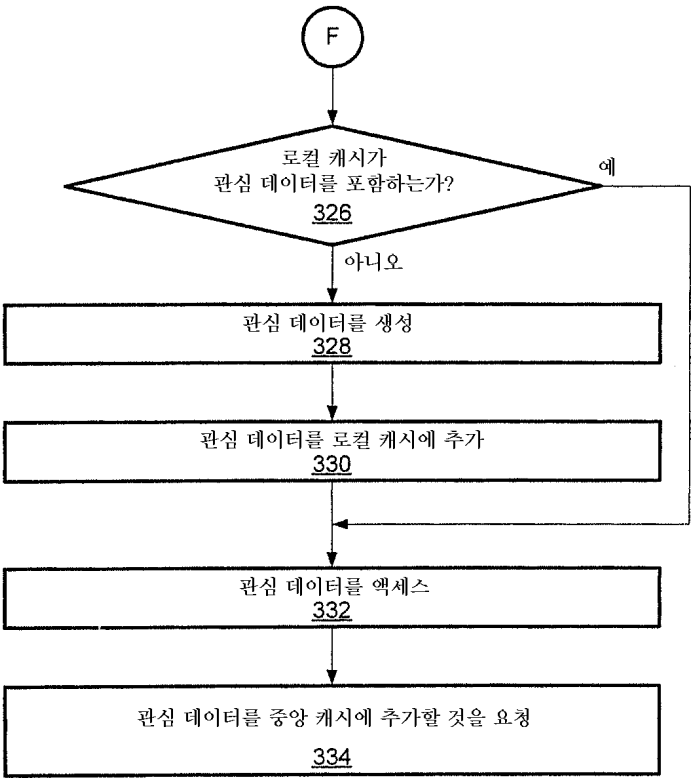 F
로컬 캐시가
관심 데이터를 포함하는가?
326
예
아니오
관심 데이터를 생성
328
관심 데이터를 로컬 캐시에 추가
330
관심 데이터를 액세스
332
관심 데이터를 중앙 캐시에 추가할 것을 요청
334